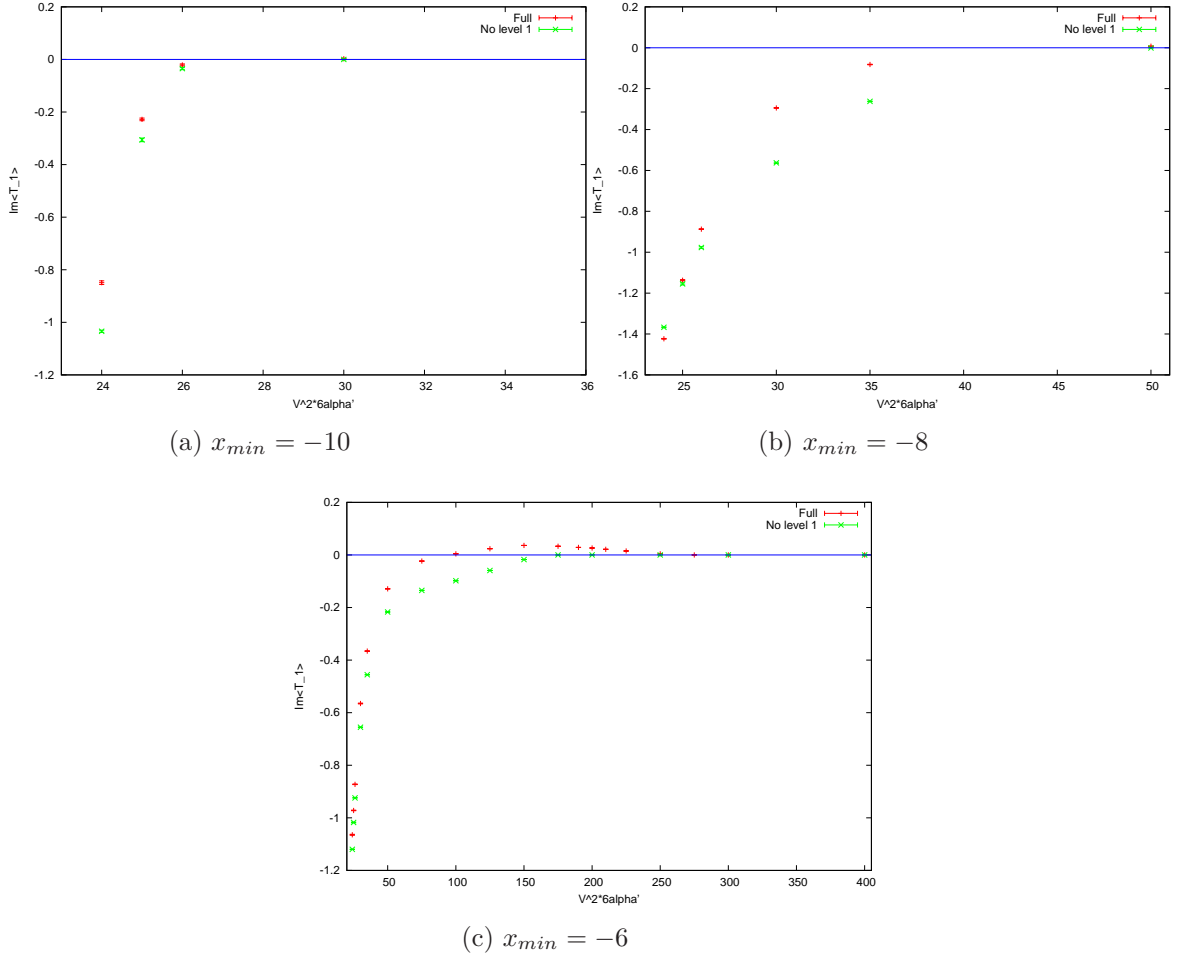 Full
No level 1
0.2
0
-0.2
-0.4
-0.6
-0.8
-1
-1.2
Im<T_1>
24 26 28 30 32 34 36
V^2*6alpha'
(a) x_min = −10
Full
No level 1
0.2
0
-0.2
-0.4
-0.6
-0.8
-1
-1.2
-1.4
-1.6
Im<T_1>
25 30 35 40 45 50
V^2*6alpha'
(b) x_min = −8
Full
No level 1
0.2
0
-0.2
-0.4
-0.6
-0.8
-1
-1.2
Im<T_1>
50 100 150 200 250 300 350 400
V^2*6alpha'
(c) x_min = −6